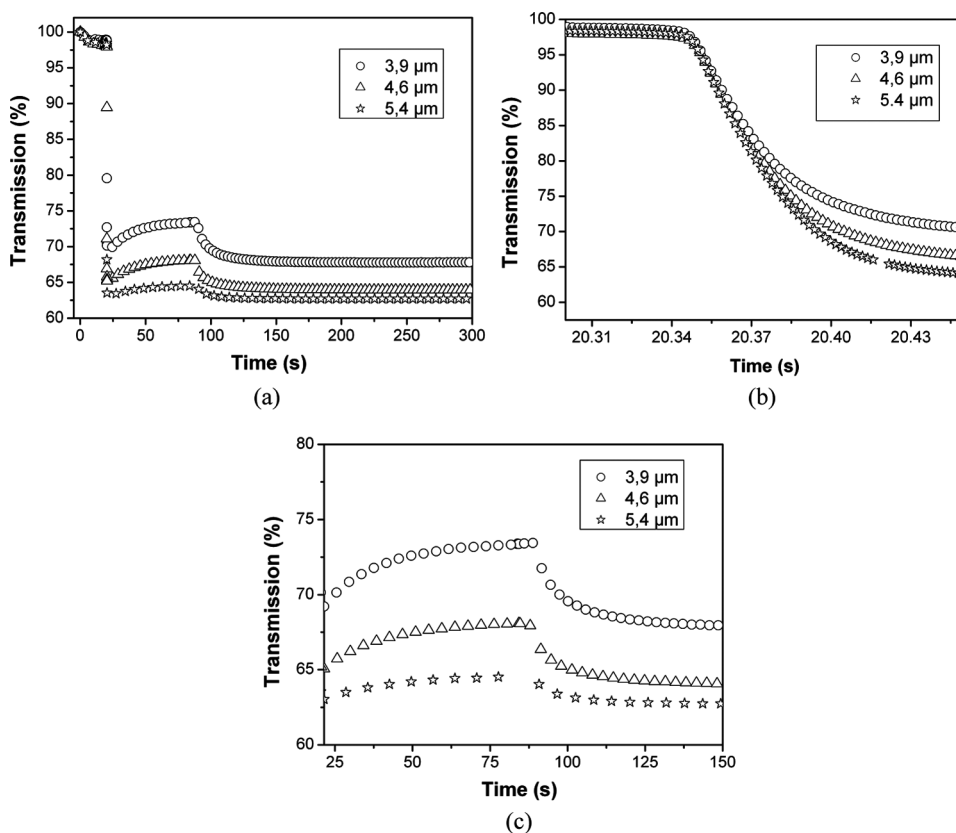 Transmission (%)
100
95
90
85
80
75
70
65
60
0 50 100 150 200 250 300
Time (s)
3,9 µm
4,6 µm
5,4 µm
(a)
Transmission (%)
100
95
90
85
80
75
70
65
60
20.31 20.34 20.37 20.40 20.43
Time (s)
3,9 µm
4,6 µm
5.4 µm
(b)
Transmission (%)
80
75
70
65
60
25 50 75 100 125 150
Time (s)
3,9 µm
4,6 µm
5,4 µm
(c)